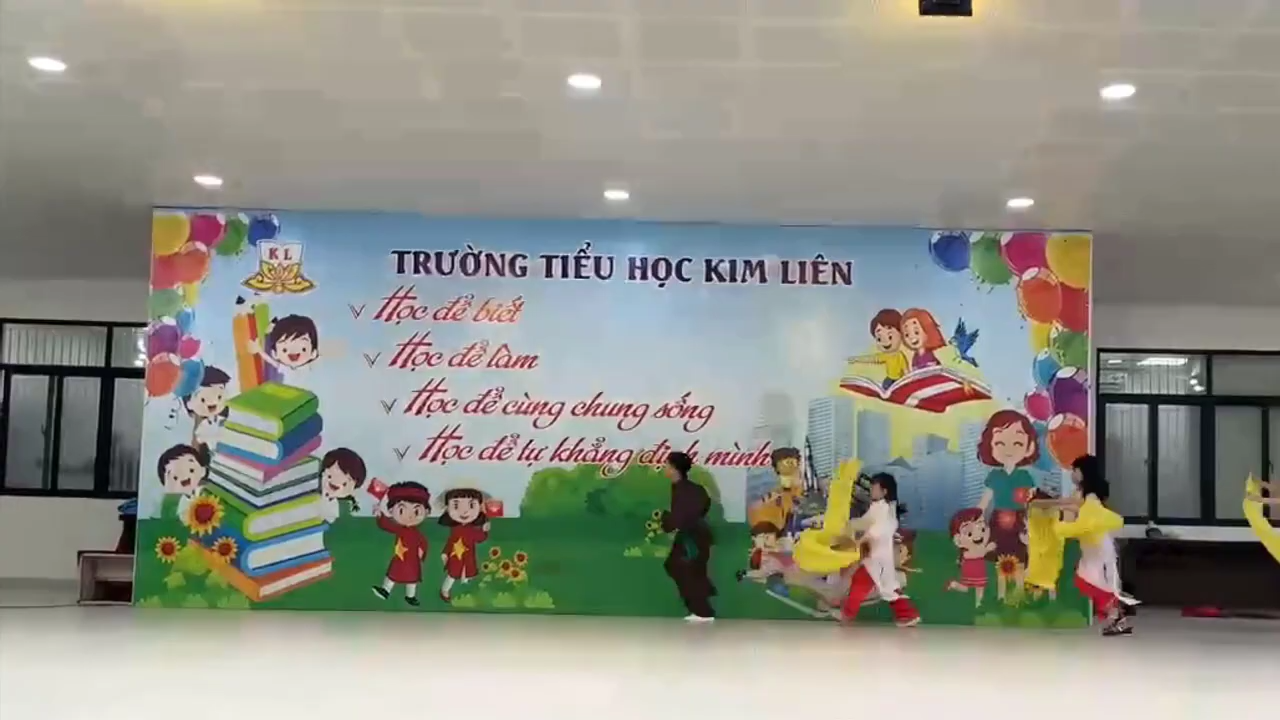 KL
TRƯỜNG TIỂU HỌC KIM LIÊN
Học để biết
Học để làm
Học để cùng chung sống
Học để tự khẳng định mình